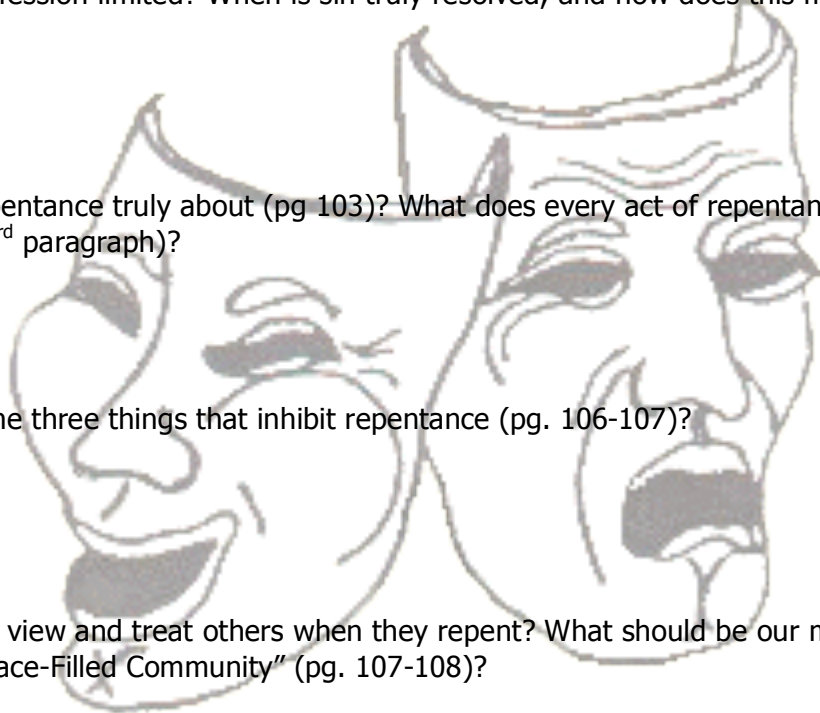 ession limited? When is sin truly resolved, and how does this
entance truly about (pg 103)? What does every act of repentan
rd paragraph)?
ne three things that inhibit repentance (pg. 106-107)?
view and treat others when they repent? What should be our
ace-Filled Community” (pg. 107-108)?